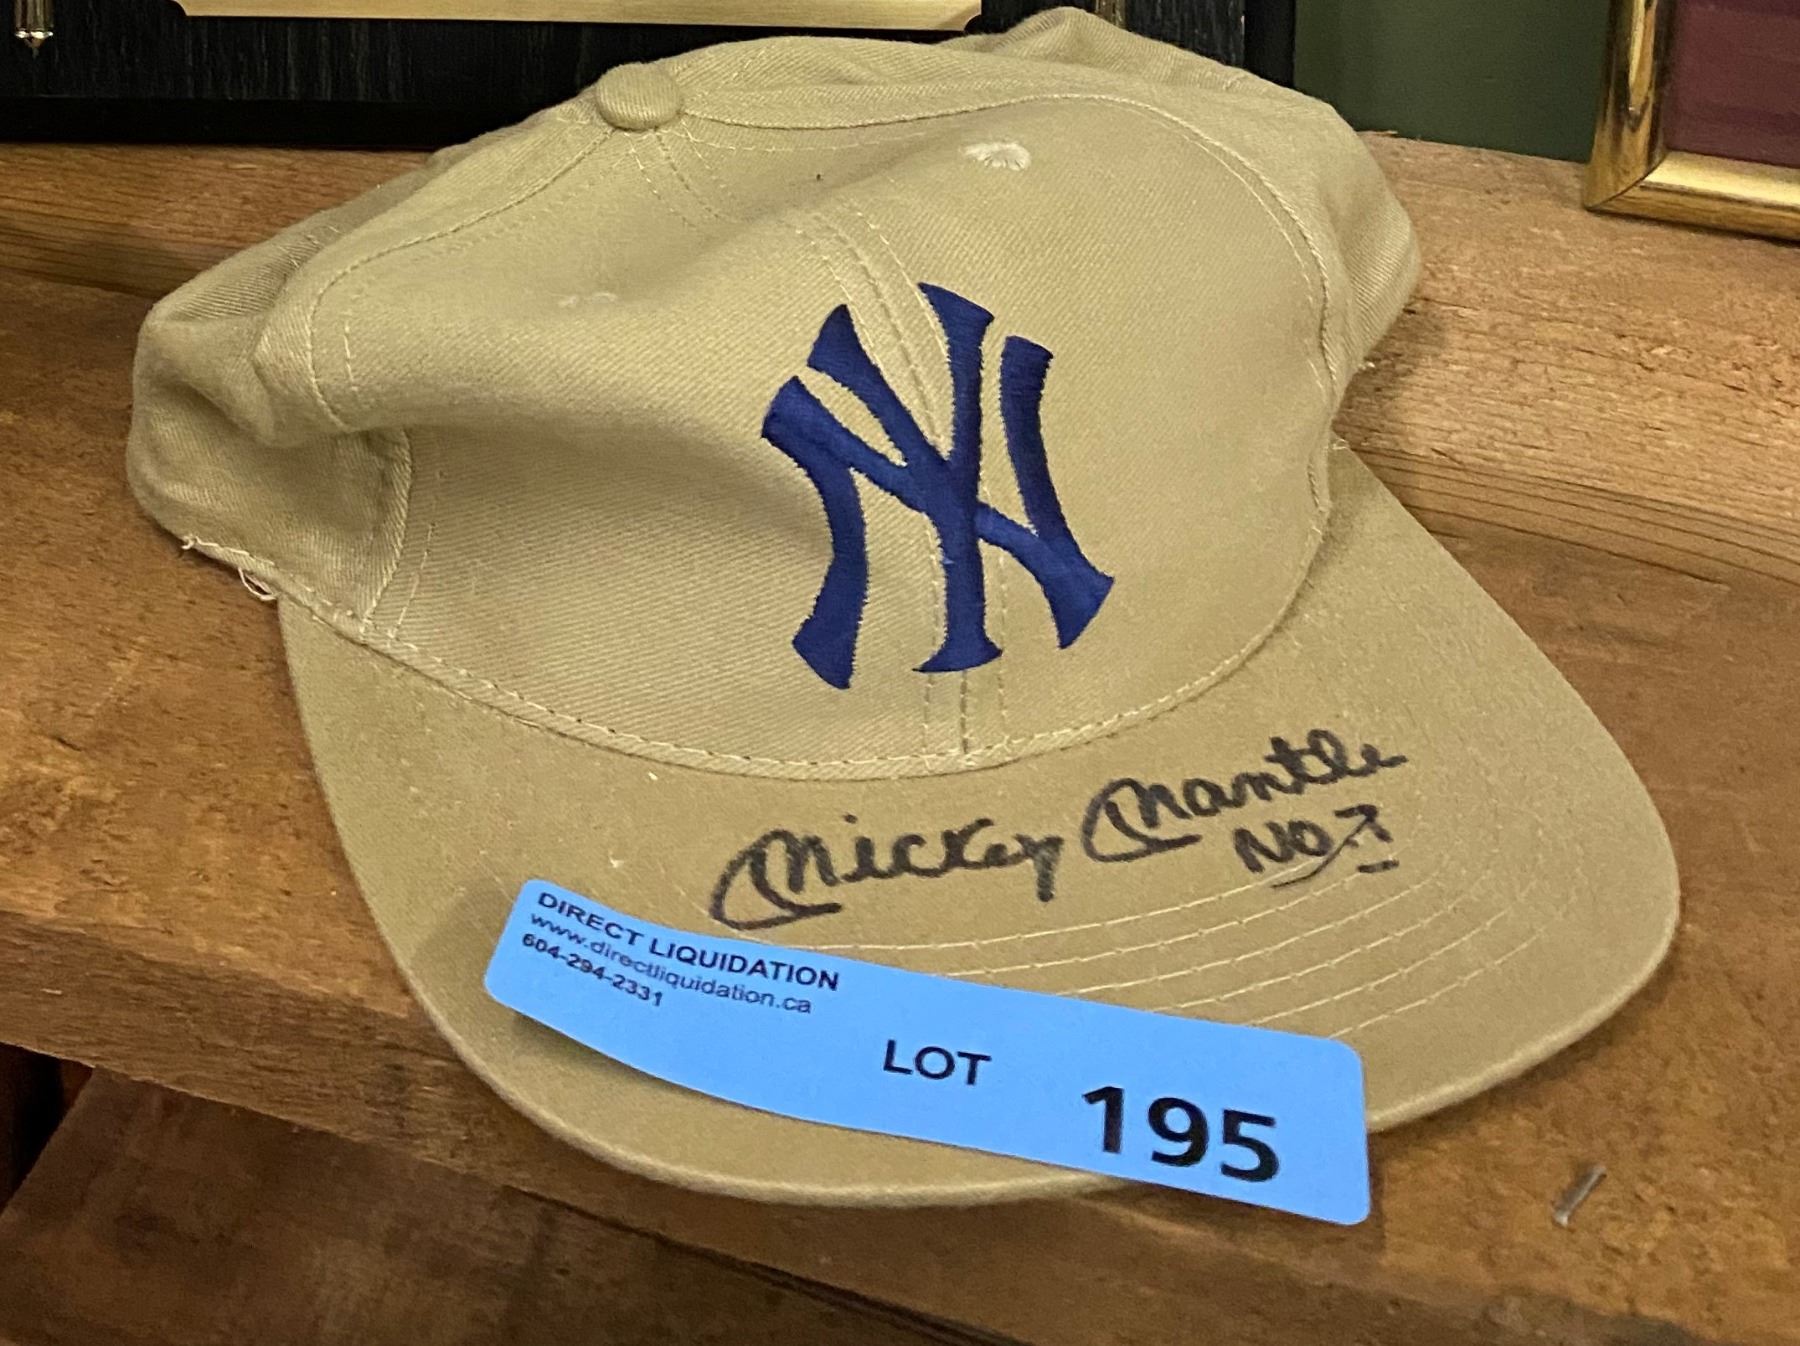 NY
Mickey Mantle
No. 7
DIRECT LIQUIDATION
www.directliquidation.ca
604-294-2331
LOT 195